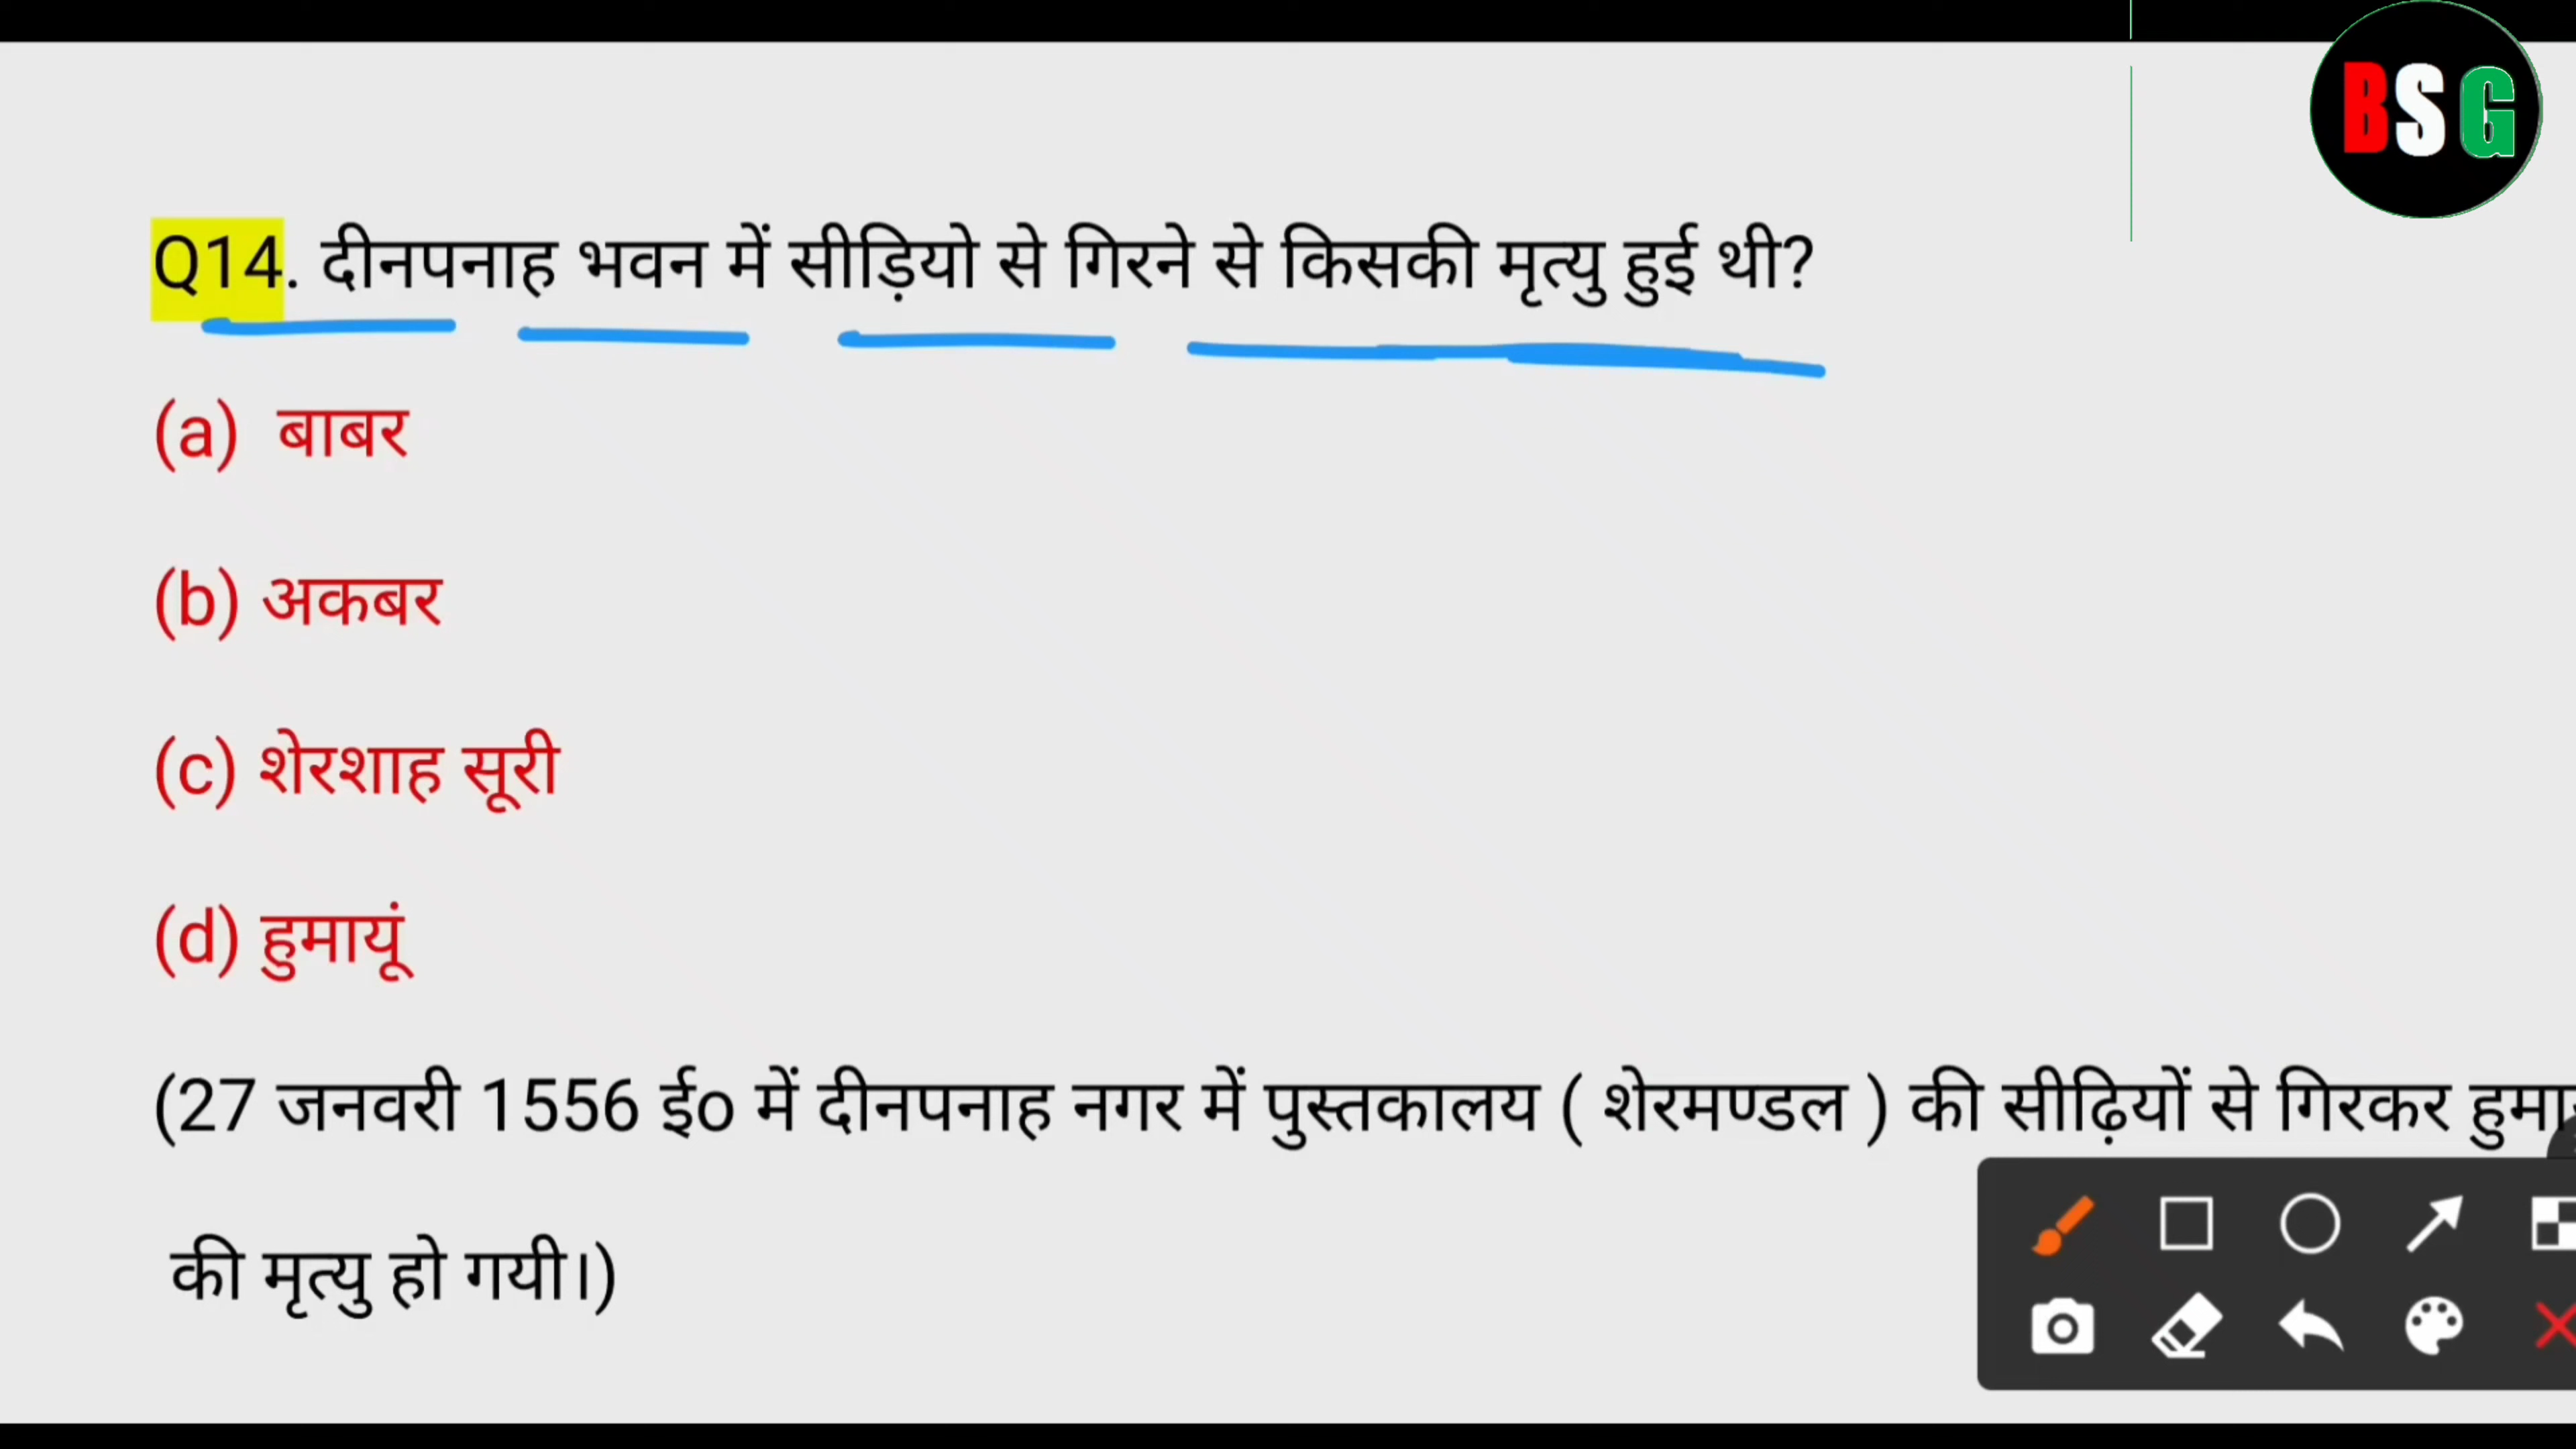 BSG
Q14. दीनपनाह भवन में सीड़ियो से गिरने से किसकी मृत्यु हुई थी?
(a) बाबर
(b) अकबर
(c) शेरशाह सूरी
(d) हुमायूं
(27 जनवरी 1556 ईo में दीनपनाह नगर में पुस्तकालय ( शेरमण्डल ) की सीढ़ियों से गिरकर
की मृत्यु हो गयी।)